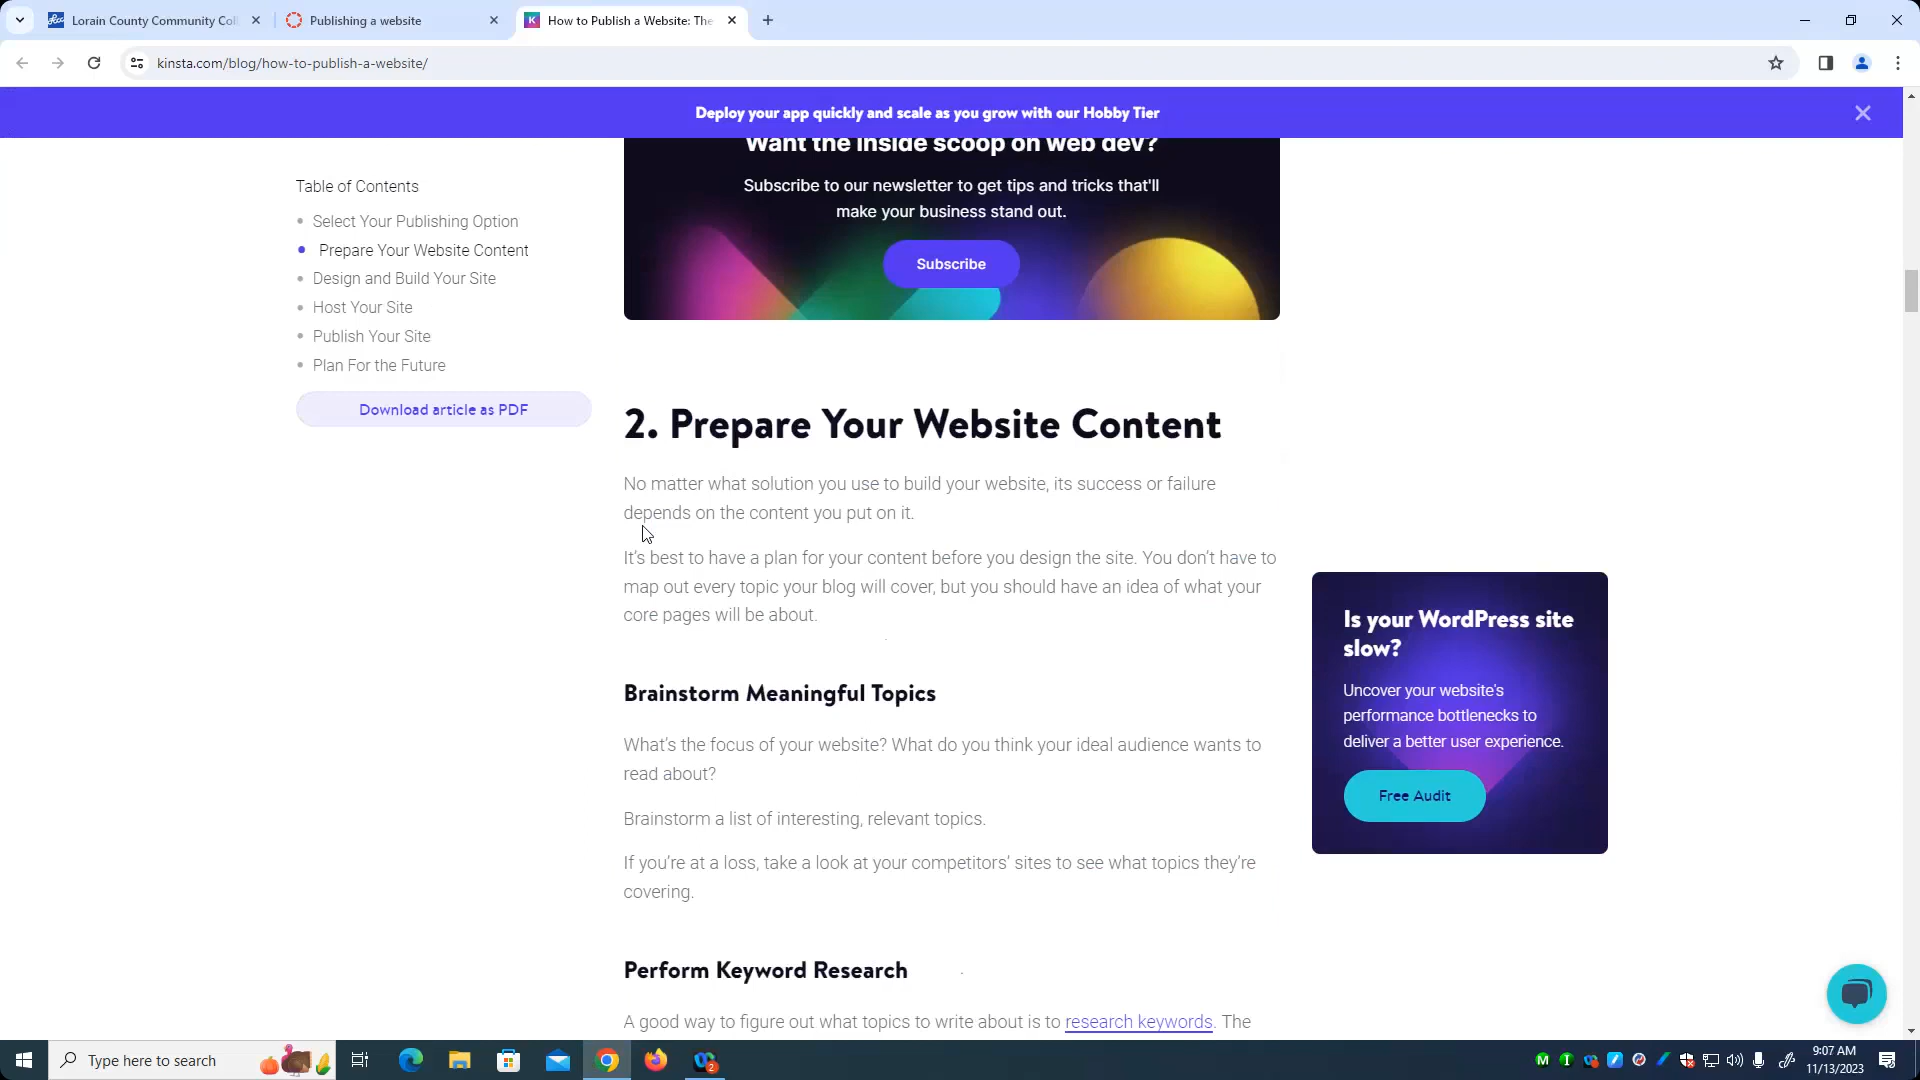 Lorain County Community Col
Publishing a website
How to Publish a Website: The
kinsta.com/blog/how-to-publish-a-website/
Deploy your app quickly and scale as you grow with our Hobby Tier
Want the inside scoop on web dev?
Subscribe to our newsletter to get tips and tricks that'll
make your business stand out.
Subscribe
Table of Contents
Select Your Publishing Option
Prepare Your Website Content
Design and Build Your Site
Host Your Site
Publish Your Site
Plan For the Future
Download article as PDF
2. Prepare Your Website Content
No matter what solution you use to build your website, its success or failure
depends on the content you put on it.
It's best to have a plan for your content before you design the site. You don't have to
map out every topic your blog will cover, but you should have an idea of what your
core pages will be about.
Brainstorm Meaningful Topics
What's the focus of your website? What do you think your ideal audience wants to
read about?
Brainstorm a list of interesting, relevant topics.
If you're at a loss, take a look at your competitors' sites to see what topics they're
covering.
Perform Keyword Research
A good way to figure out what topics to write about is to research keywords. The
Is your WordPress site
slow?
Uncover your website's
performance bottlenecks to
deliver a better user experience.
Free Audit
Type here to search
9:07 AM
11/13/2023